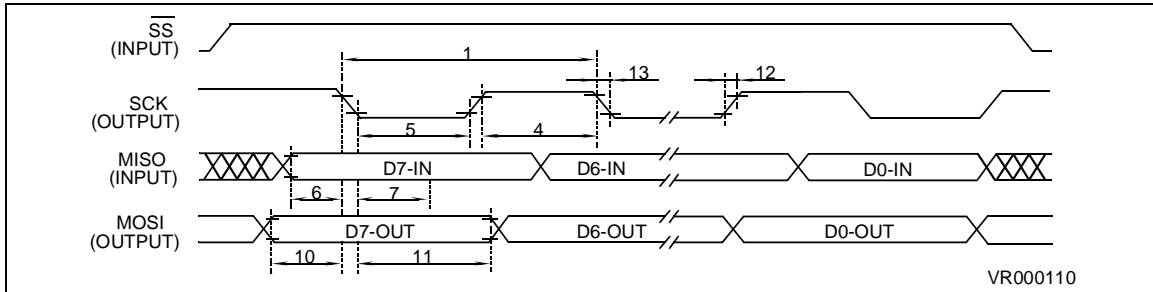 SS
(INPUT)
1
13
12
SCK
(OUTPUT)
5
4
MISO
(INPUT)
D7-IN
D6-IN
D0-IN
6
7
MOSI
(OUTPUT)
D7-OUT
D6-OUT
D0-OUT
10
11
VR000110